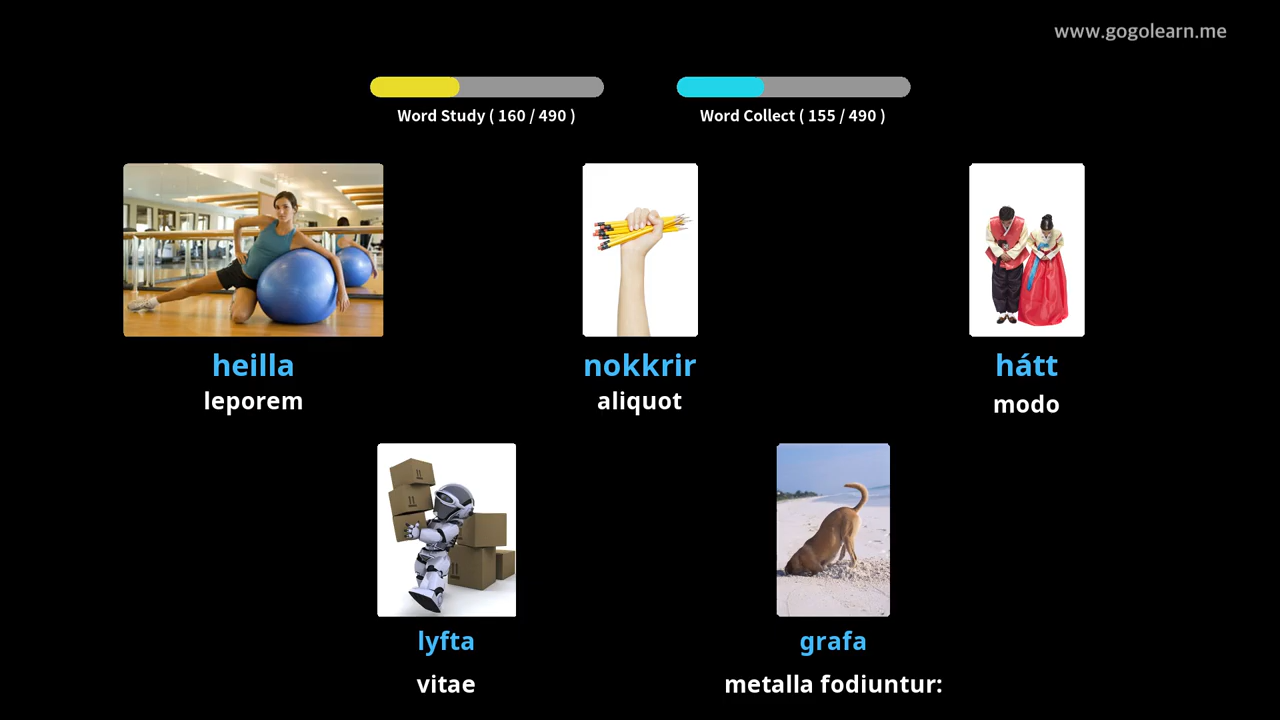 www.gogolearn.me
Word Study ( 160 / 490 )
Word Collect ( 155 / 490 )
heilla
leporem
nokkrir
aliquot
hátt
modo
lyfta
vitae
grafa
metalla fodiuntur: